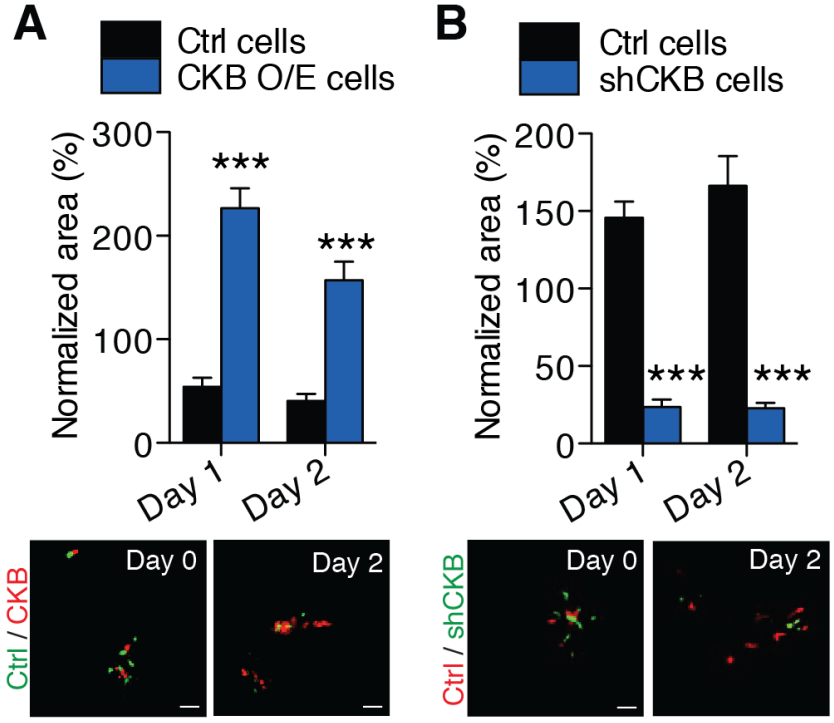 A
Ctrl cells
CKB O/E cells
Normalized area (%)
300
200
100
0
***
***
Day 1
Day 2
Ctrl / CKB
Day 0
Day 2
B
Ctrl cells
shCKB cells
Normalized area (%)
200
150
100
50
0
***
***
Day 1
Day 2
Ctrl / shCKB
Day 0
Day 2